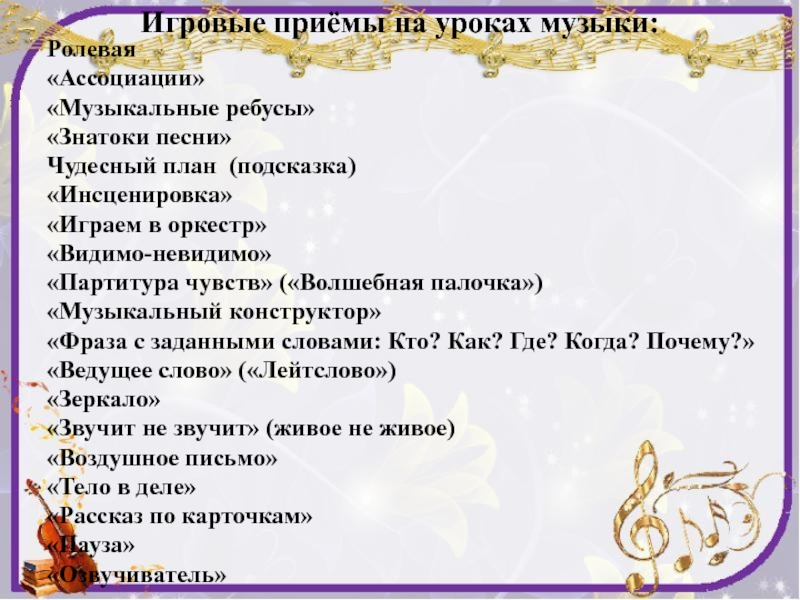 Игровые приёмы на уроках музыки:
Ролевая
«Ассоциации»
«Музыкальные ребусы»
«Знатоки песни»
Чудесный план (подсказка)
«Инсценировка»
«Играем в оркестр»
«Видимо-невидимо»
«Партитура чувств» («Волшебная палочка»)
«Музыкальный конструктор»
«Фраза с заданными словами: Кто? Как? Где? Когда? Почему?»
«Ведущее слово» («Лейтслово»)
«Зеркало»
«Звучит не звучит» (живое не живое)
«Воздушное письмо»
«Тело в деле»
«Рассказ по карточкам»
«Пауза»
«Озвучиватель»